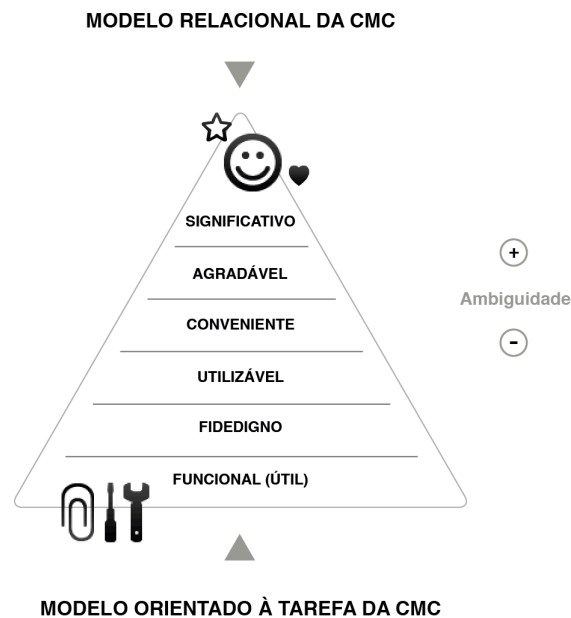 MODELO RELACIONAL DA CMC
SIGNIFICATIVO
AGRADÁVEL
CONVENIENTE
UTILIZÁVEL
FIDEDIGNO
FUNCIONAL (ÚTIL)
+
Ambiguidade
-
MODELO ORIENTADO À TAREFA DA CMC